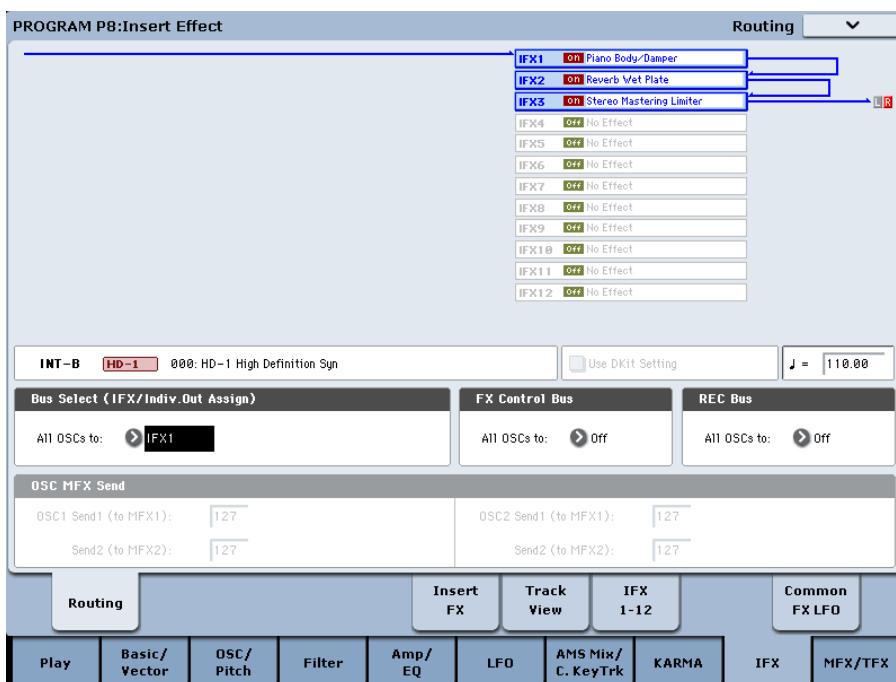 PROGRAM P8:Insert Effect
Routing
IFX1 On Piano Body/Damper
IFX2 On Reverb Wet Plate
IFX3 On Stereo Mastering Limiter
L R
IFX4 Off No Effect
IFX5 Off No Effect
IFX6 Off No Effect
IFX7 Off No Effect
IFX8 Off No Effect
IFX9 Off No Effect
IFX10 Off No Effect
IFX11 Off No Effect
IFX12 Off No Effect
INT-B HD-1 000: HD-1 High Definition Syn
Use DKit Setting
♩ = 110.00
Bus Select (IFX/Indiv.Out Assign)
All OSCs to: IFX1
FX Control Bus
All OSCs to: Off
REC Bus
All OSCs to: Off
OSC MFX Send
OSC1 Send1 (to MFX1): 127
OSC2 Send1 (to MFX1): 127
Send2 (to MFX2): 127
Send2 (to MFX2): 127
Routing
Insert FX
Track View
IFX 1-12
Common FX LFO
Play
Basic/ Vector
OSC/ Pitch
Filter
Amp/ EQ
LFO
AMS Mix/ C. KeyTrk
KARMA
IFX
MFX/TFX